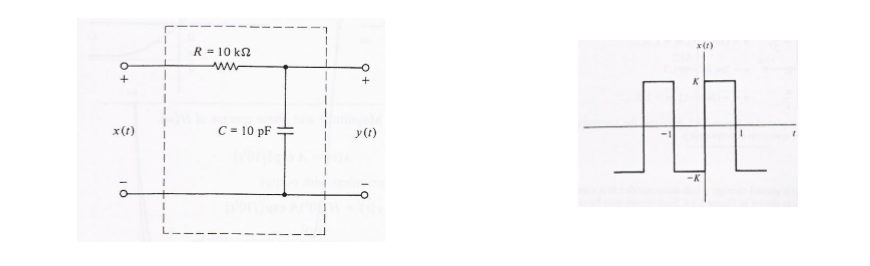 R = 10 kΩ
+ +
x(t) C = 10 pF y(t)
− −
x(t)
K
−1 1 t
−K